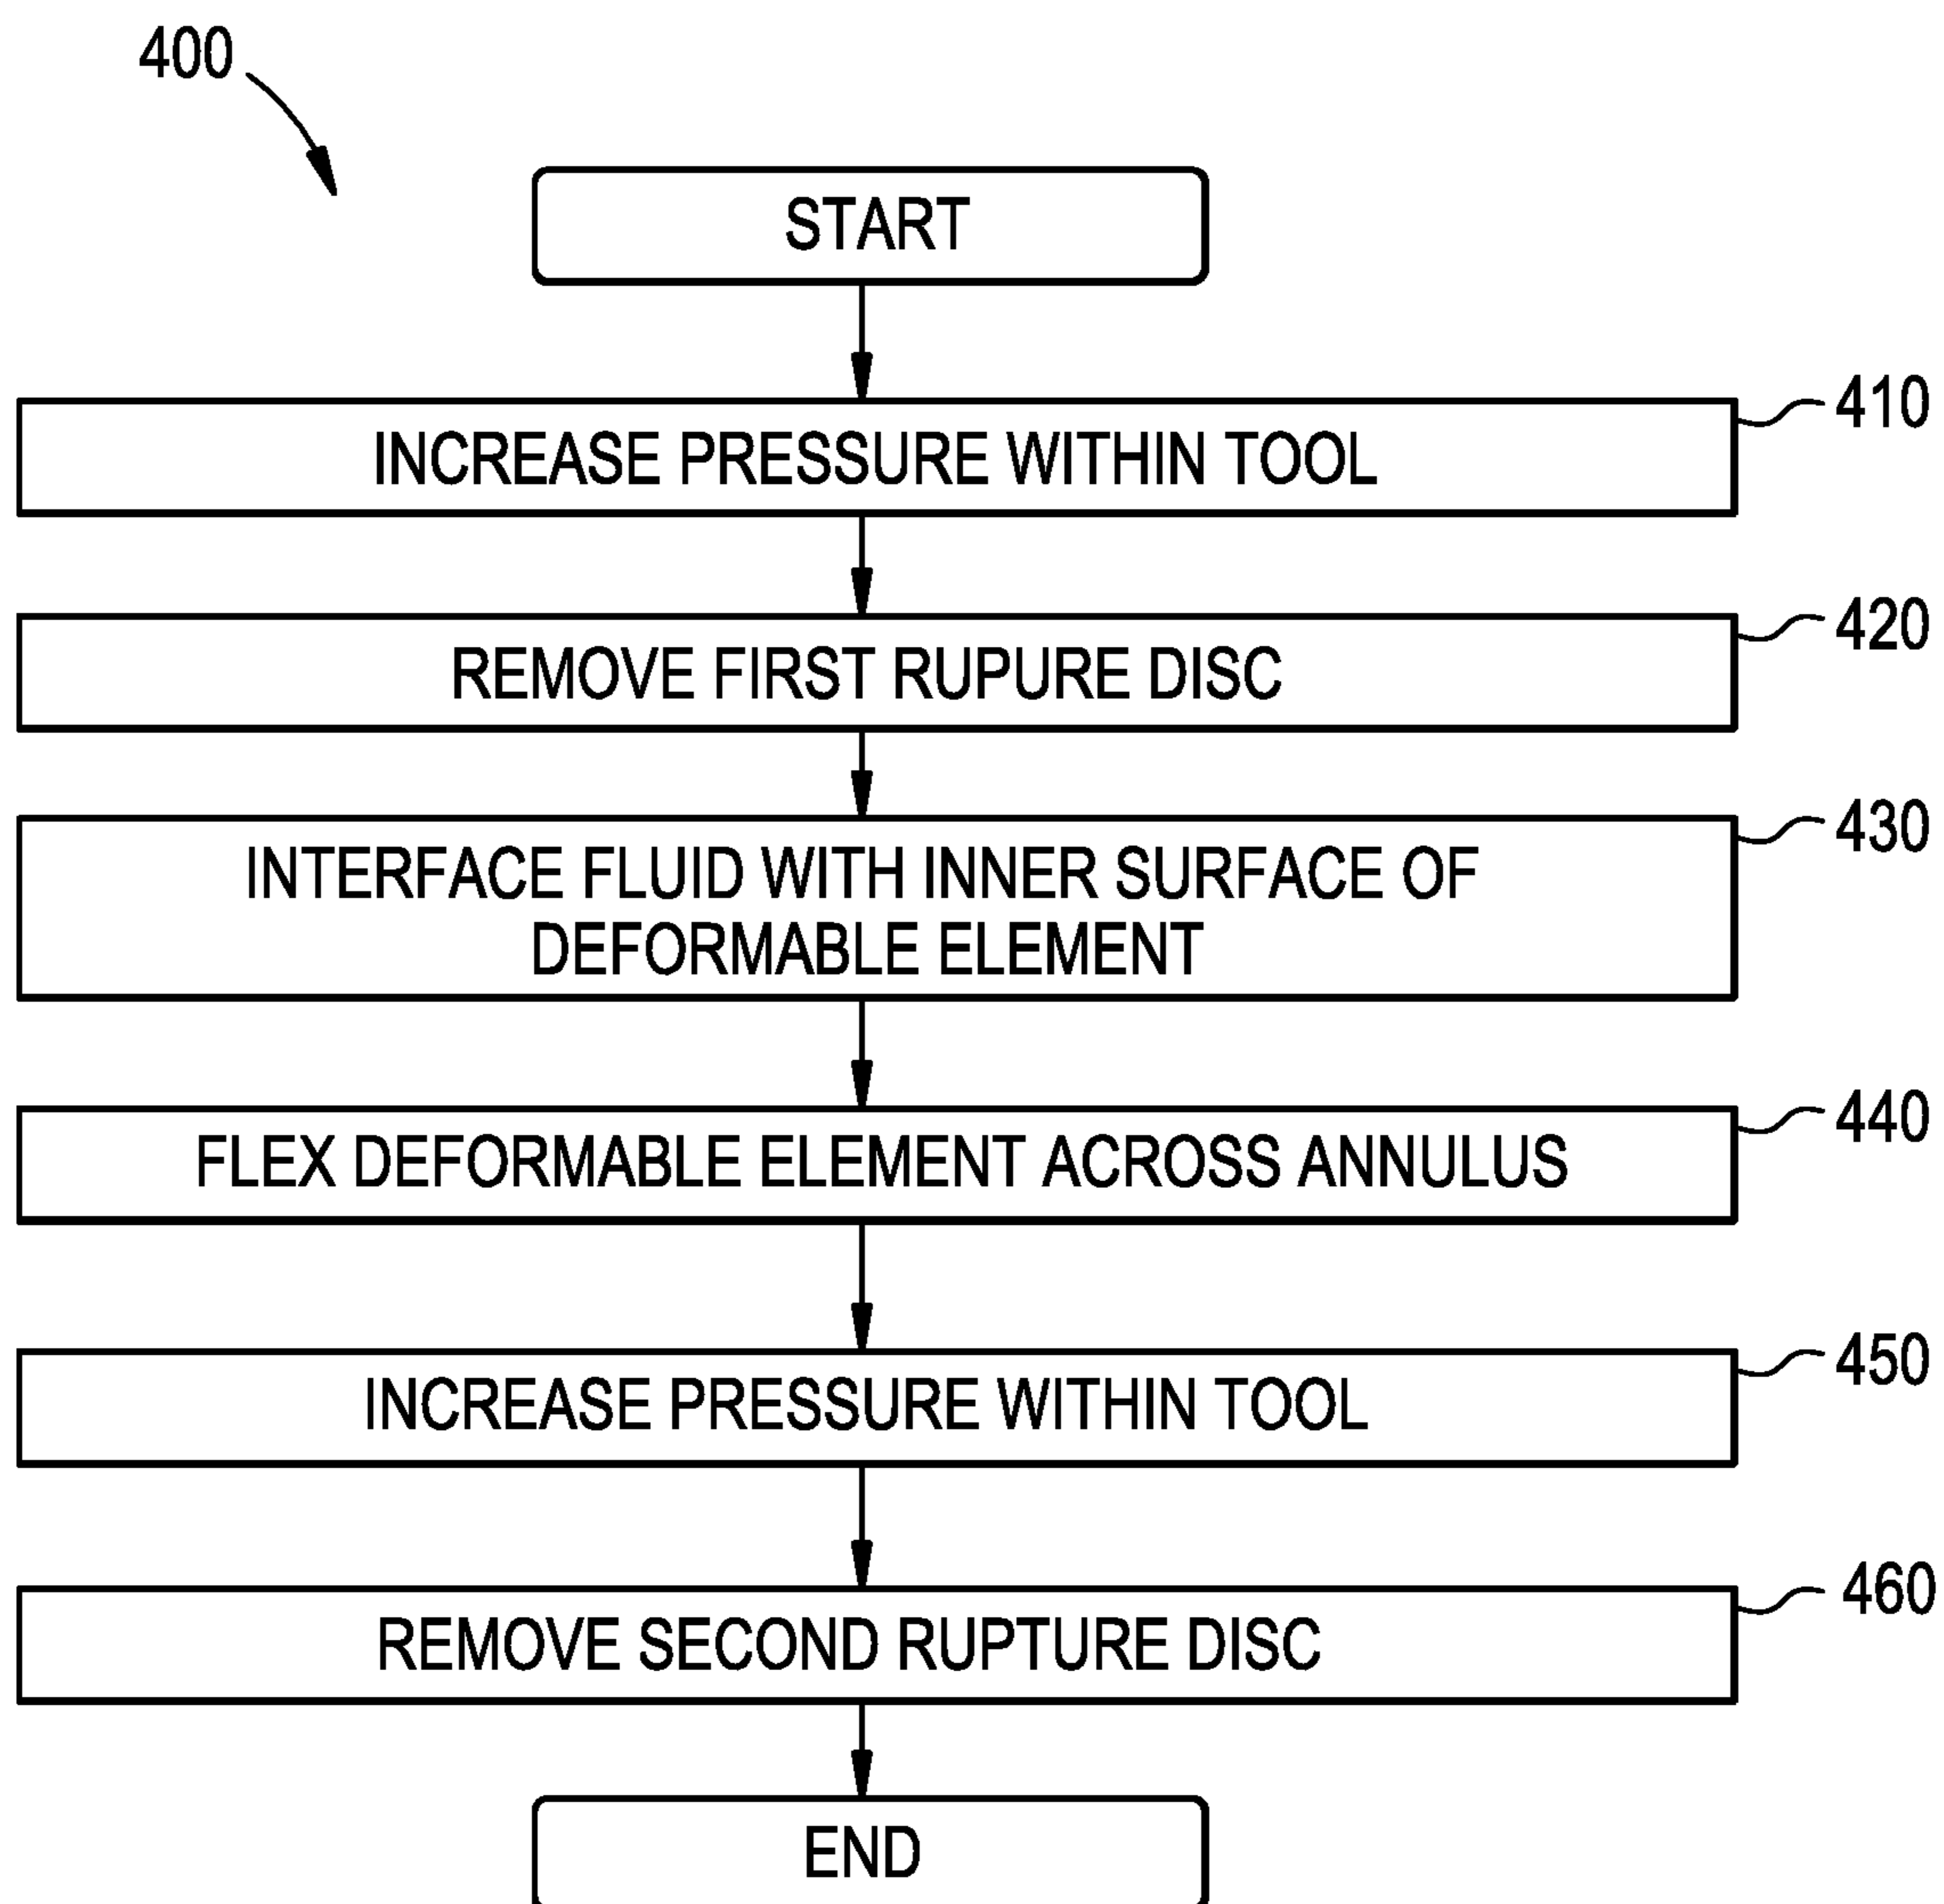 400
START
INCREASE PRESSURE WITHIN TOOL
410
REMOVE FIRST RUPURE DISC
420
INTERFACE FLUID WITH INNER SURFACE OF
DEFORMABLE ELEMENT
430
FLEX DEFORMABLE ELEMENT ACROSS ANNULUS
440
INCREASE PRESSURE WITHIN TOOL
450
REMOVE SECOND RUPTURE DISC
460
END